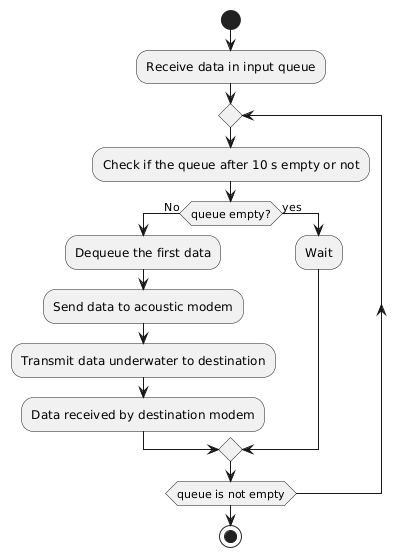 Receive data in input queue
Check if the queue after 10 s empty or not
No
queue empty?
yes
Dequeue the first data
Wait
Send data to acoustic modem
Transmit data underwater to destination
Data received by destination modem
queue is not empty